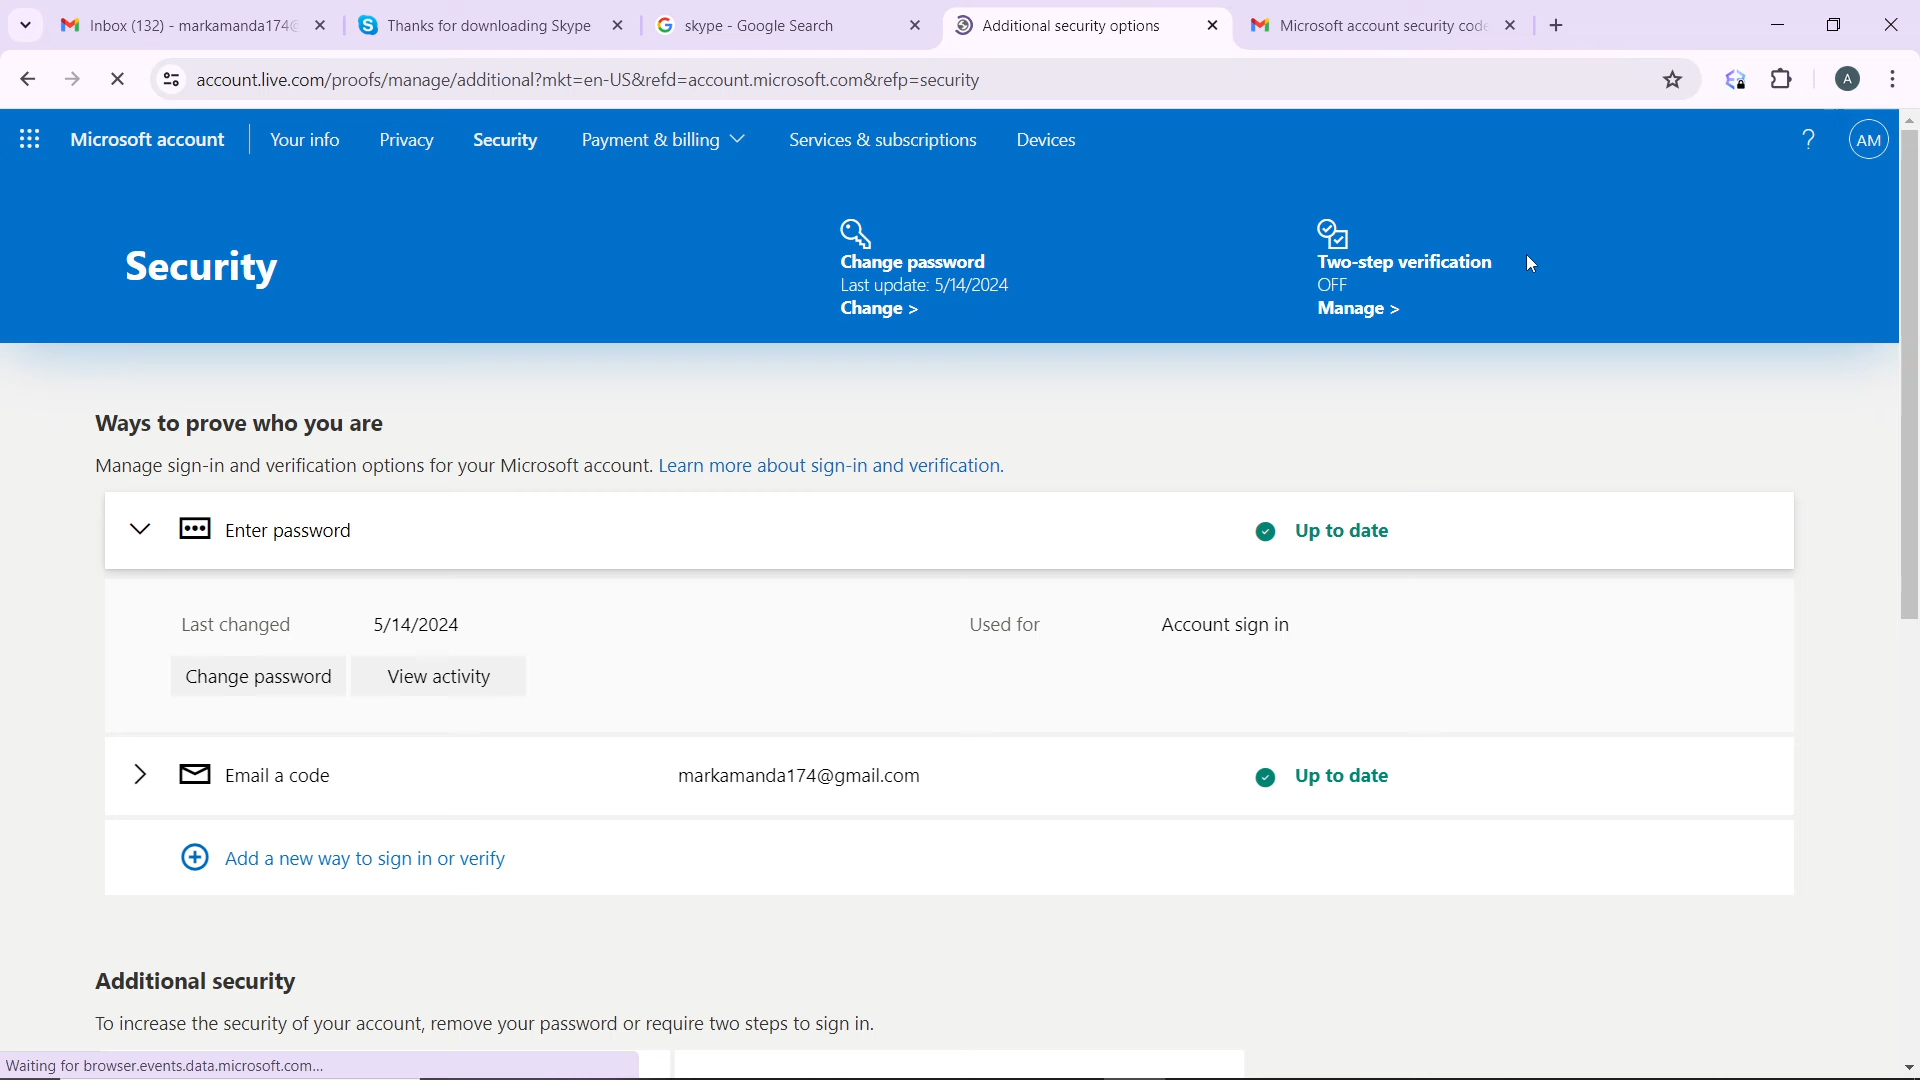 Inbox (132) - markamanda174@
Thanks for downloading Skype
skype - Google Search
Additional security options
Microsoft account security code
account.live.com/proofs/manage/additional?mkt=en-US&refd=account.microsoft.com&refp=security
A
Microsoft account
Your info
Privacy
Security
Payment & billing
Services & subscriptions
Devices
?
AM
Security
Change password
Last update: 5/14/2024
Change >
Two-step verification
OFF
Manage >
Ways to prove who you are
Manage sign-in and verification options for your Microsoft account. Learn more about sign-in and verification.
Enter password
Up to date
Last changed
5/14/2024
Used for
Account sign in
Change password
View activity
Email a code
markamanda174@gmail.com
Up to date
Add a new way to sign in or verify
Additional security
To increase the security of your account, remove your password or require two steps to sign in.
Waiting for browser.events.data.microsoft.com...